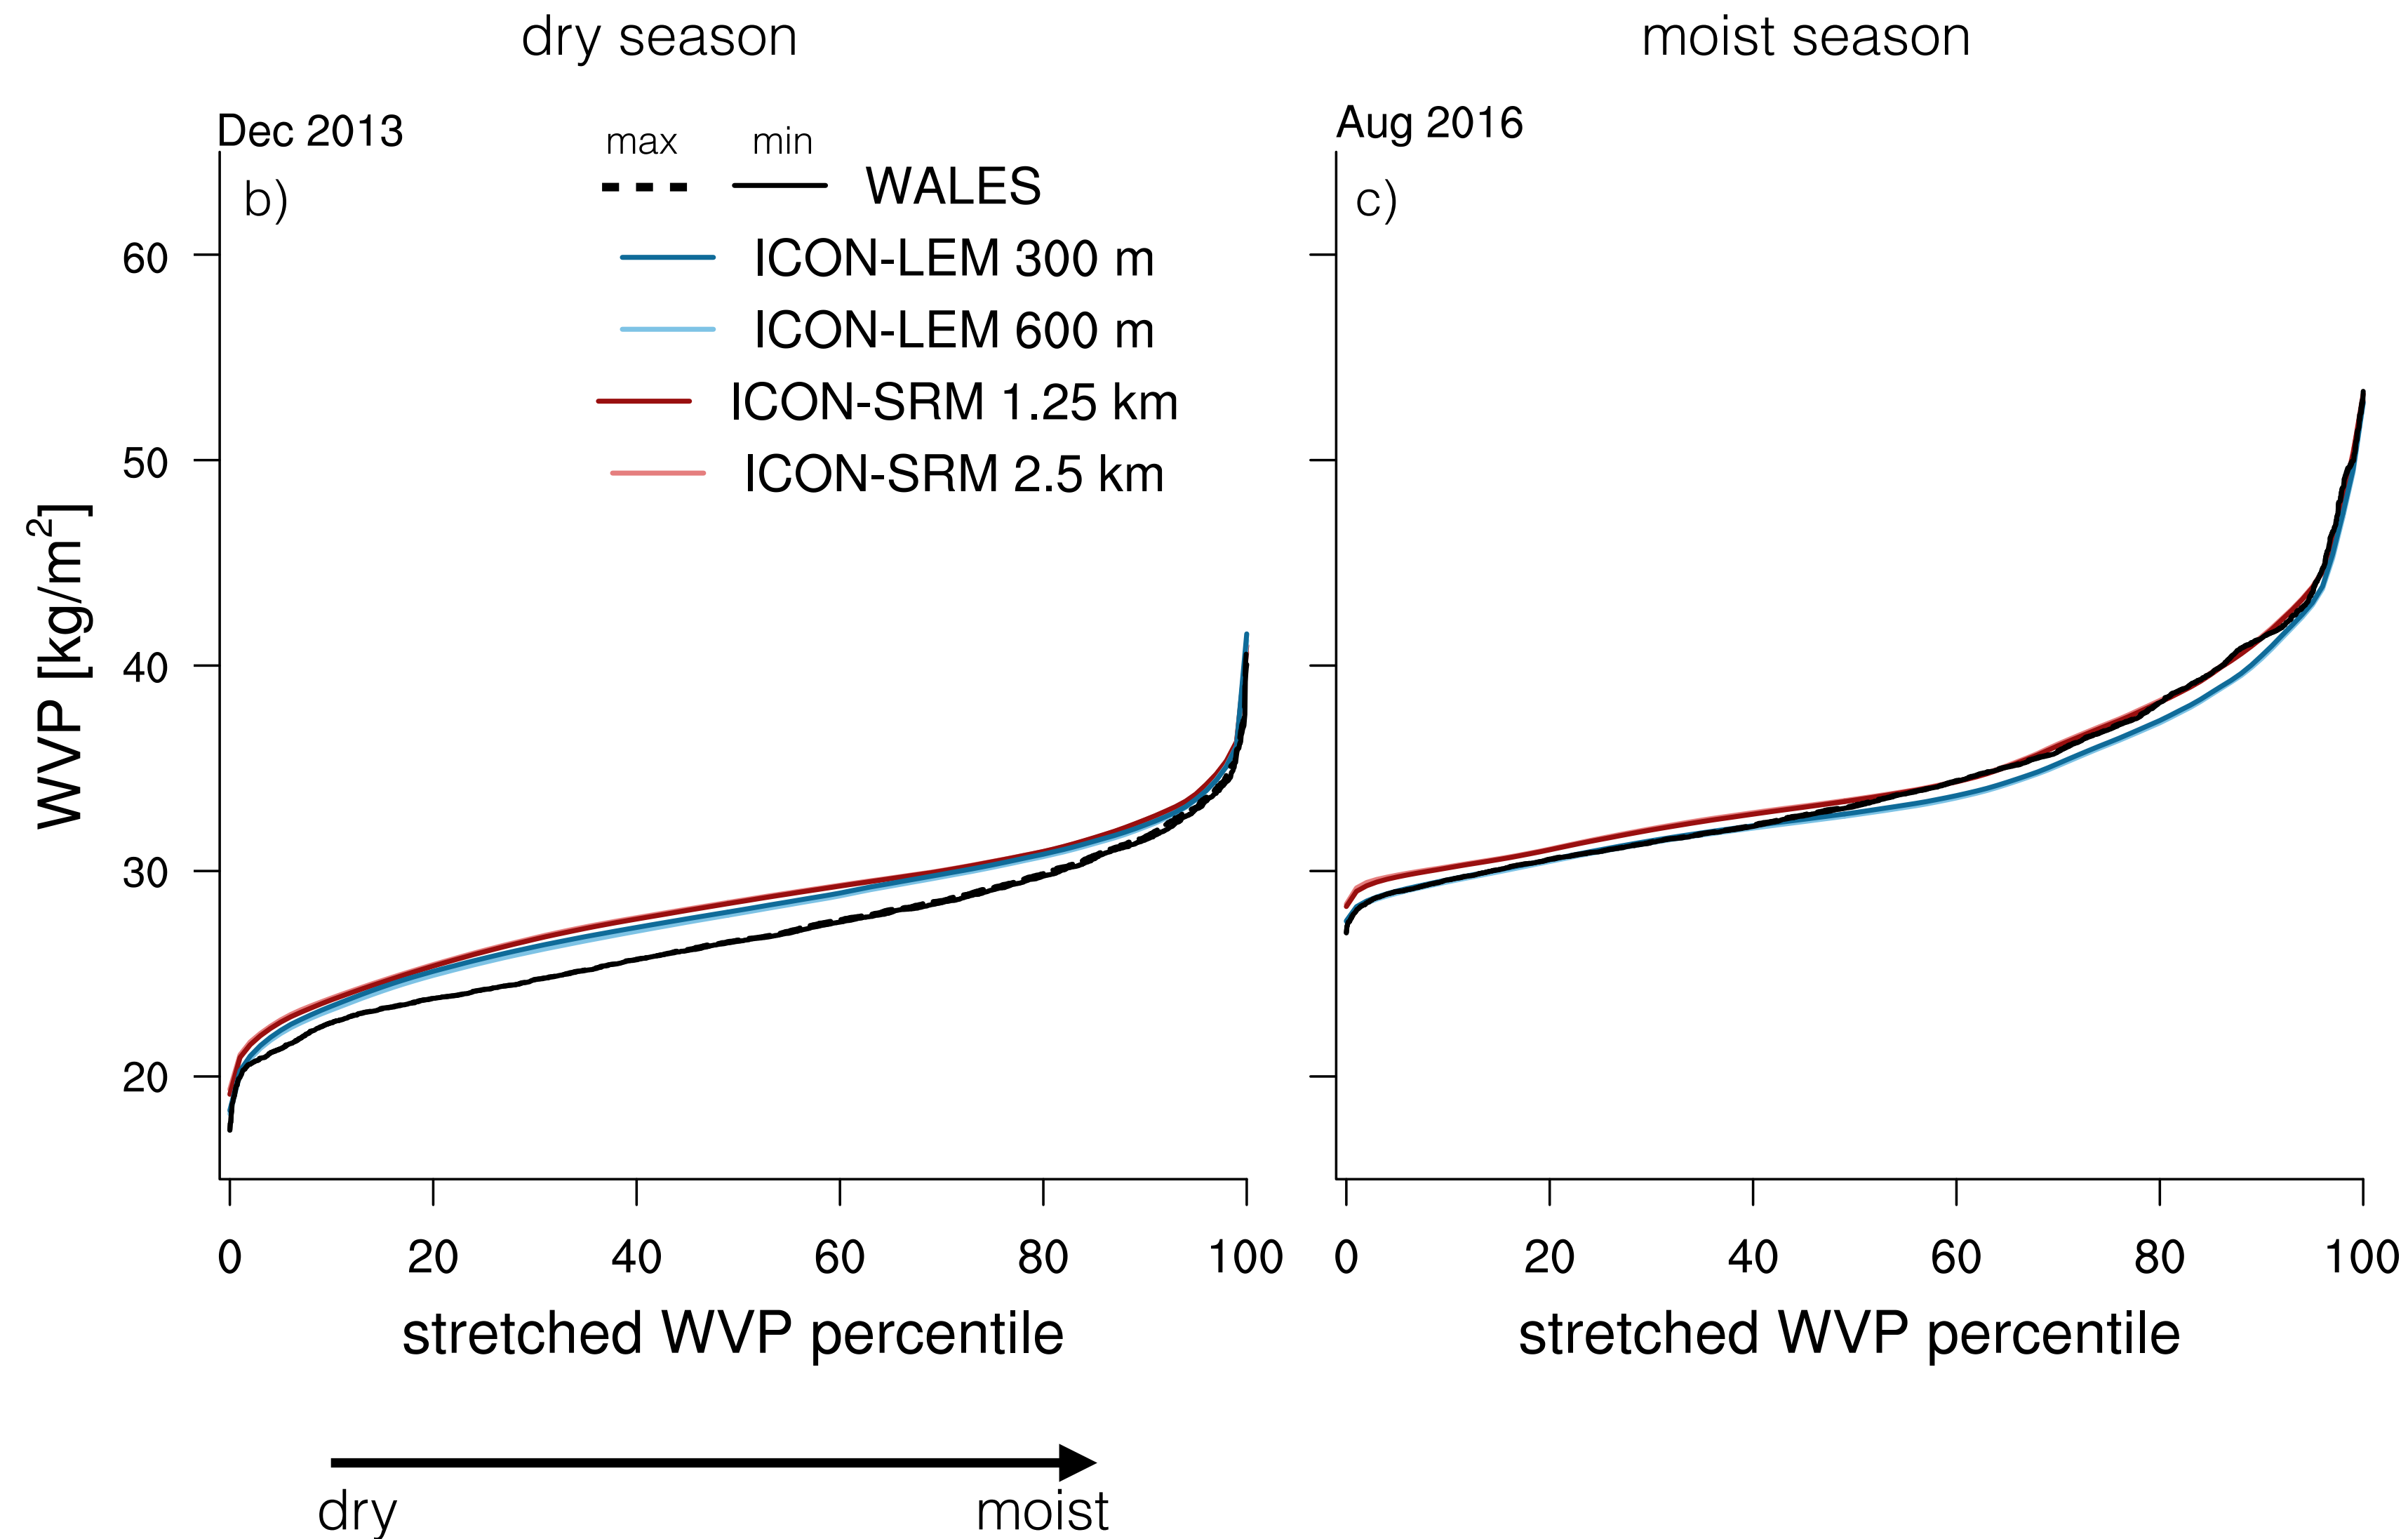 dry season
moist season
Dec 2013
Aug 2016
max min
WALES
b)
c)
ICON-LEM 300 m
ICON-LEM 600 m
ICON-SRM 1.25 km
ICON-SRM 2.5 km
WVP [kg/m²]
60
50
40
30
20
0 20 40 60 80 100
0 20 40 60 80 100
stretched WVP percentile
stretched WVP percentile
dry
moist